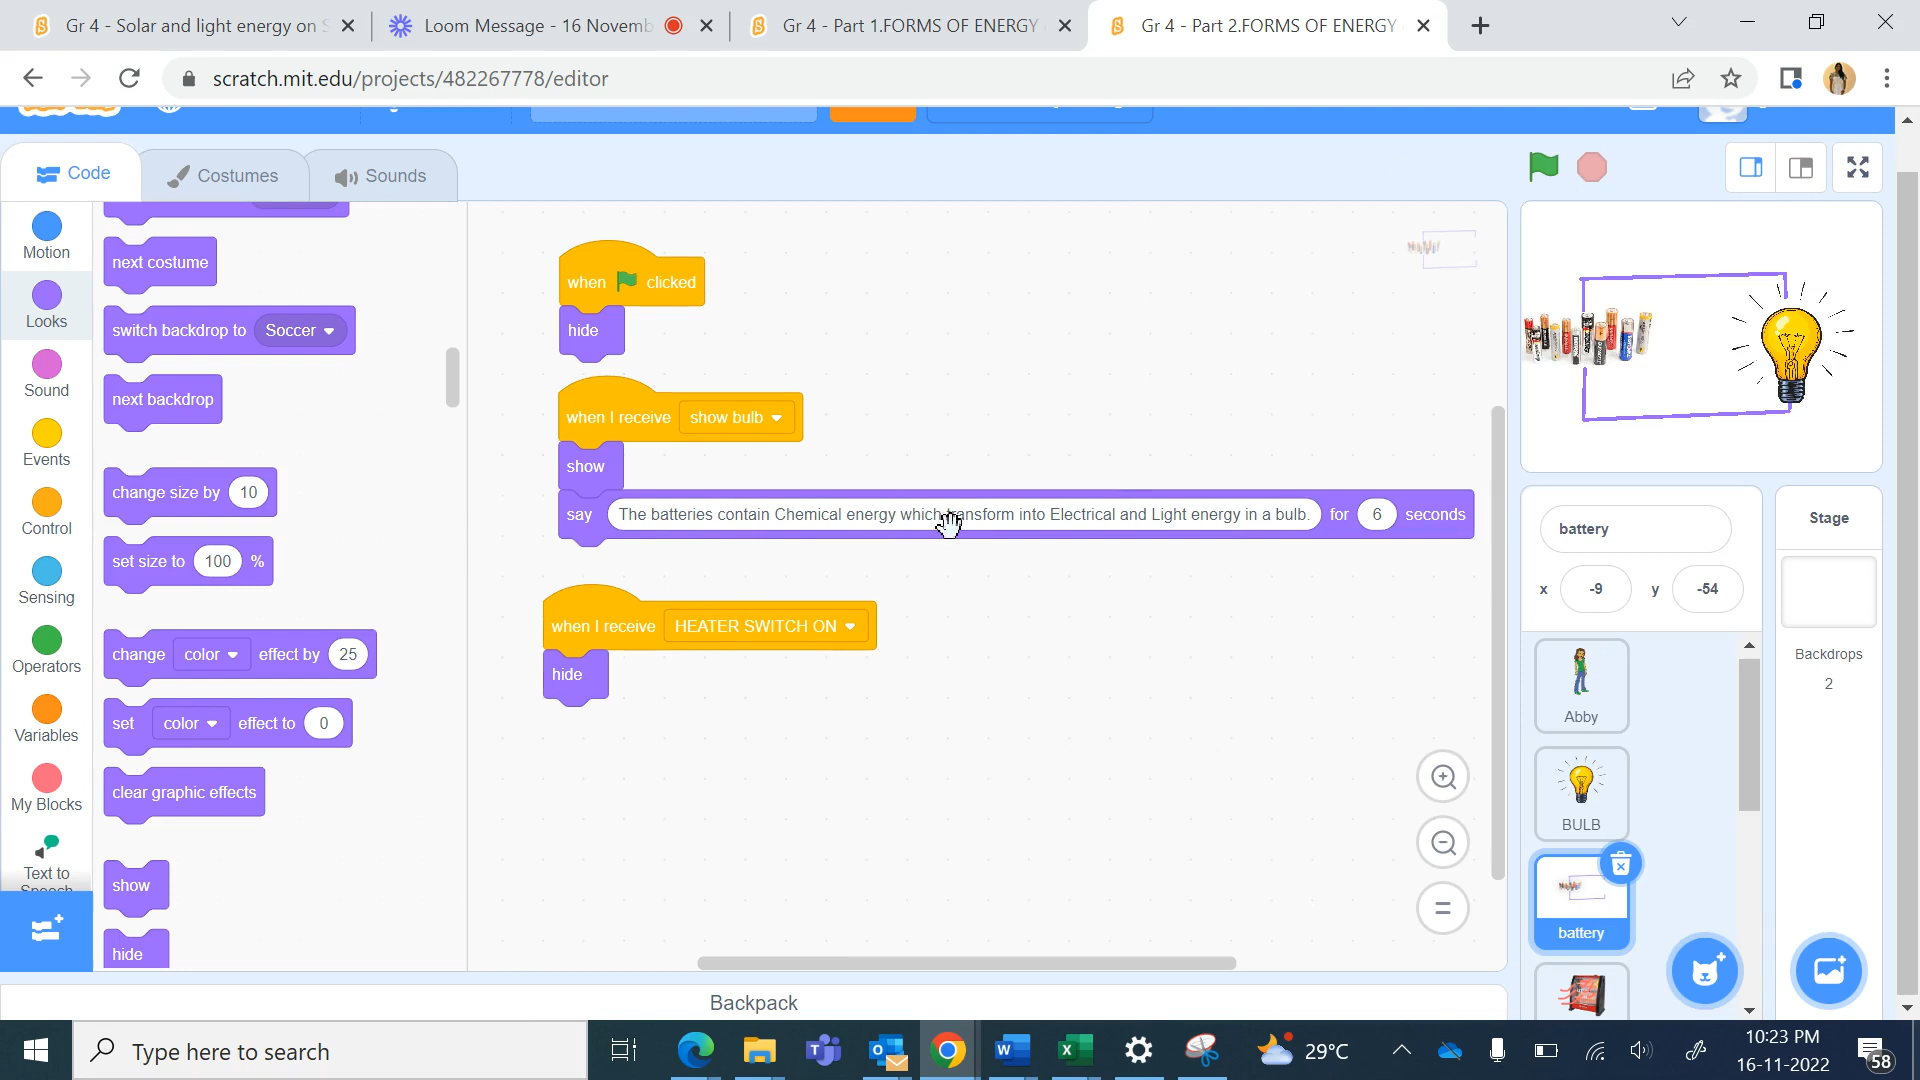 Gr 4 - Solar and light energy on
Loom Message - 16 Novemb
Gr 4 - Part 1.FORMS OF ENERGY
Gr 4 - Part 2.FORMS OF ENERGY
scratch.mit.edu/projects/482267778/editor
Code
Costumes
Sounds
Motion
Looks
Sound
Events
Control
Sensing
Operators
Variables
My Blocks
Text to
Speech
next costume
switch backdrop to Soccer
next backdrop
change size by 10
set size to 100 %
change color effect by 25
set color effect to 0
clear graphic effects
show
hide
when clicked
hide
when I receive show bulb
show
say The batteries contain Chemical energy which transform into Electrical and Light energy in a bulb. for 6 seconds
when I receive HEATER SWITCH ON
hide
Backpack
battery
x -9 y -54
Abby
BULB
battery
Stage
Backdrops
2
Type here to search
29°C
10:23 PM
16-11-2022
58